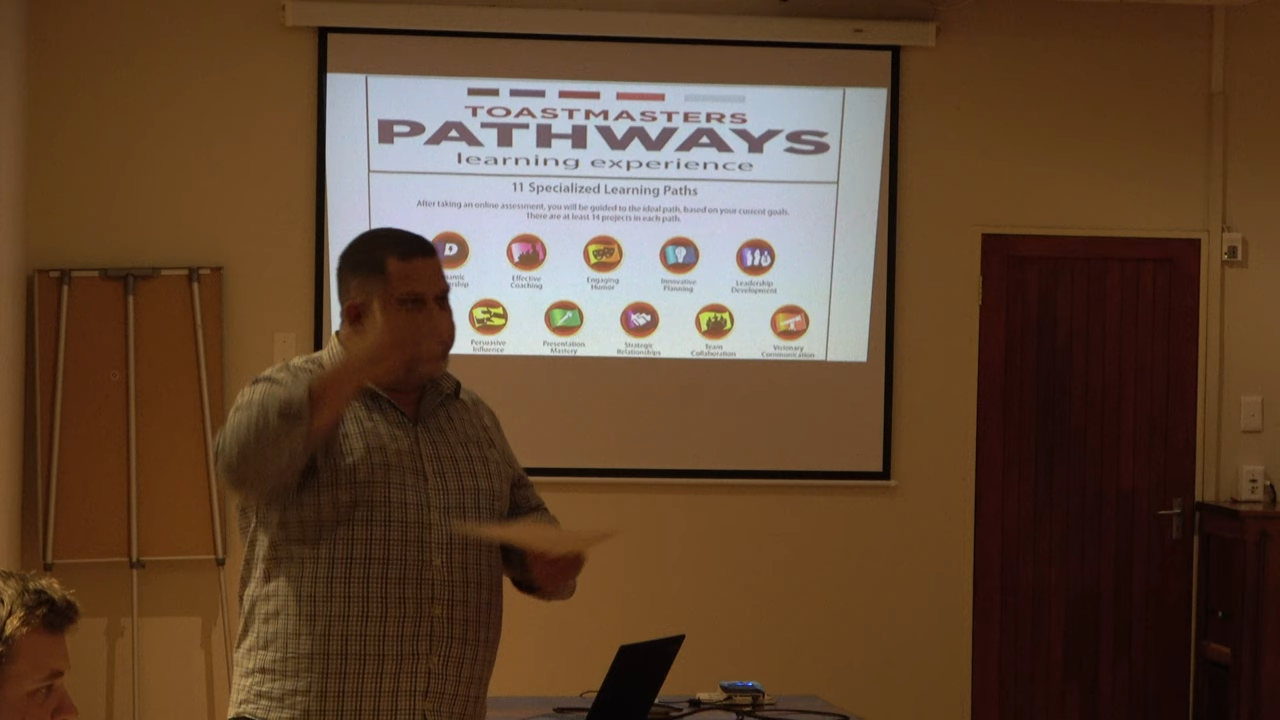 TOASTMASTERS
PATHWAYS
learning experience
11 Specialized Learning Paths
After taking an online assessment, you will be guided to the ideal path, based on your current goals.
There are at least 14 projects in each path.
Effective
Coaching
Engaging
Humor
Innovative
Planning
Leadership
Development
Persuasive
Influence
Presentation
Mastery
Strategic
Relationships
Team
Collaboration
Visionary
Communication